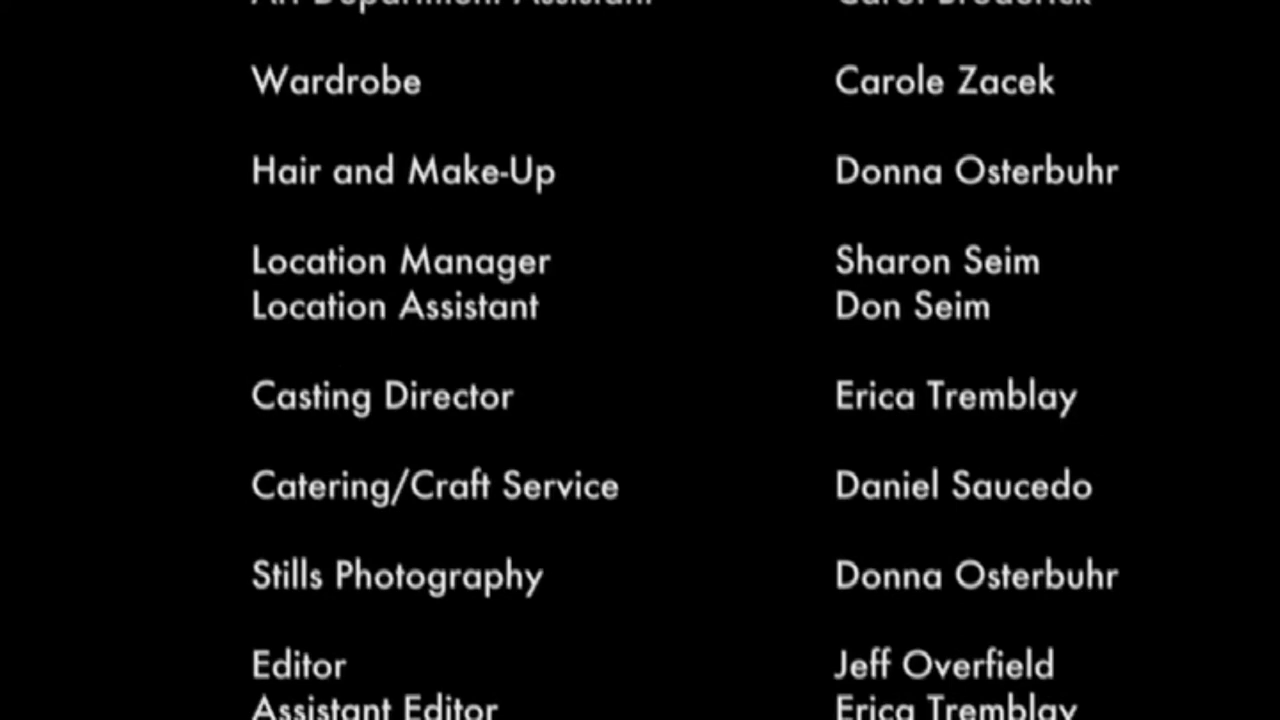 Art Department Assistant Carol Broderick
Wardrobe Carole Zacek
Hair and Make-Up Donna Osterbuhr
Location Manager Sharon Seim
Location Assistant Don Seim
Casting Director Erica Tremblay
Catering/Craft Service Daniel Saucedo
Stills Photography Donna Osterbuhr
Editor Jeff Overfield
Assistant Editor Erica Tremblay